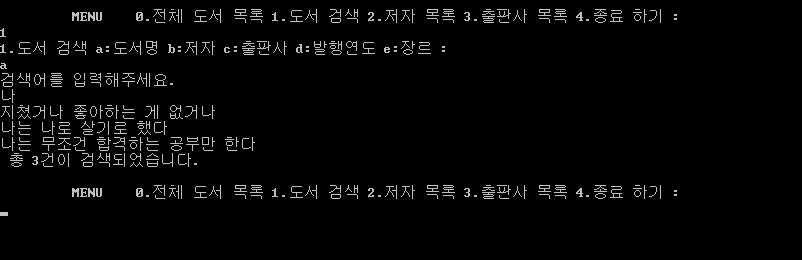 MENU 0.전체 도서 목록 1.도서 검색 2.저자 목록 3.출판사 목록 4.종료 하기 :
1
1.도서 검색 a:도서명 b:저자 c:출판사 d:발행연도 e:장르 :
a
검색어를 입력해주세요.
나
지쳤거나 좋아하는 게 없거나
나는 나로 살기로 했다
나는 무조건 합격하는 공부만 한다
총 3건이 검색되었습니다.
MENU 0.전체 도서 목록 1.도서 검색 2.저자 목록 3.출판사 목록 4.종료 하기 :